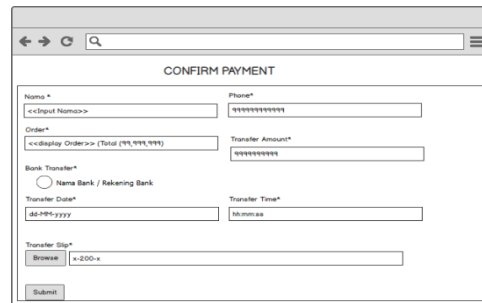 CONFIRM PAYMENT
Nama * Phone*
<<Input Nama>> 999999999999
Order* Transfer Amount*
<<display Order>> (Total (99,999,999) 9999999999
Bank Transfer*
Nama Bank / Rekening Bank
Transfer Date* Transfer Time*
dd-MM-yyyy hh:mm:ss
Transfer Slip*
Browse x-200-x
Submit